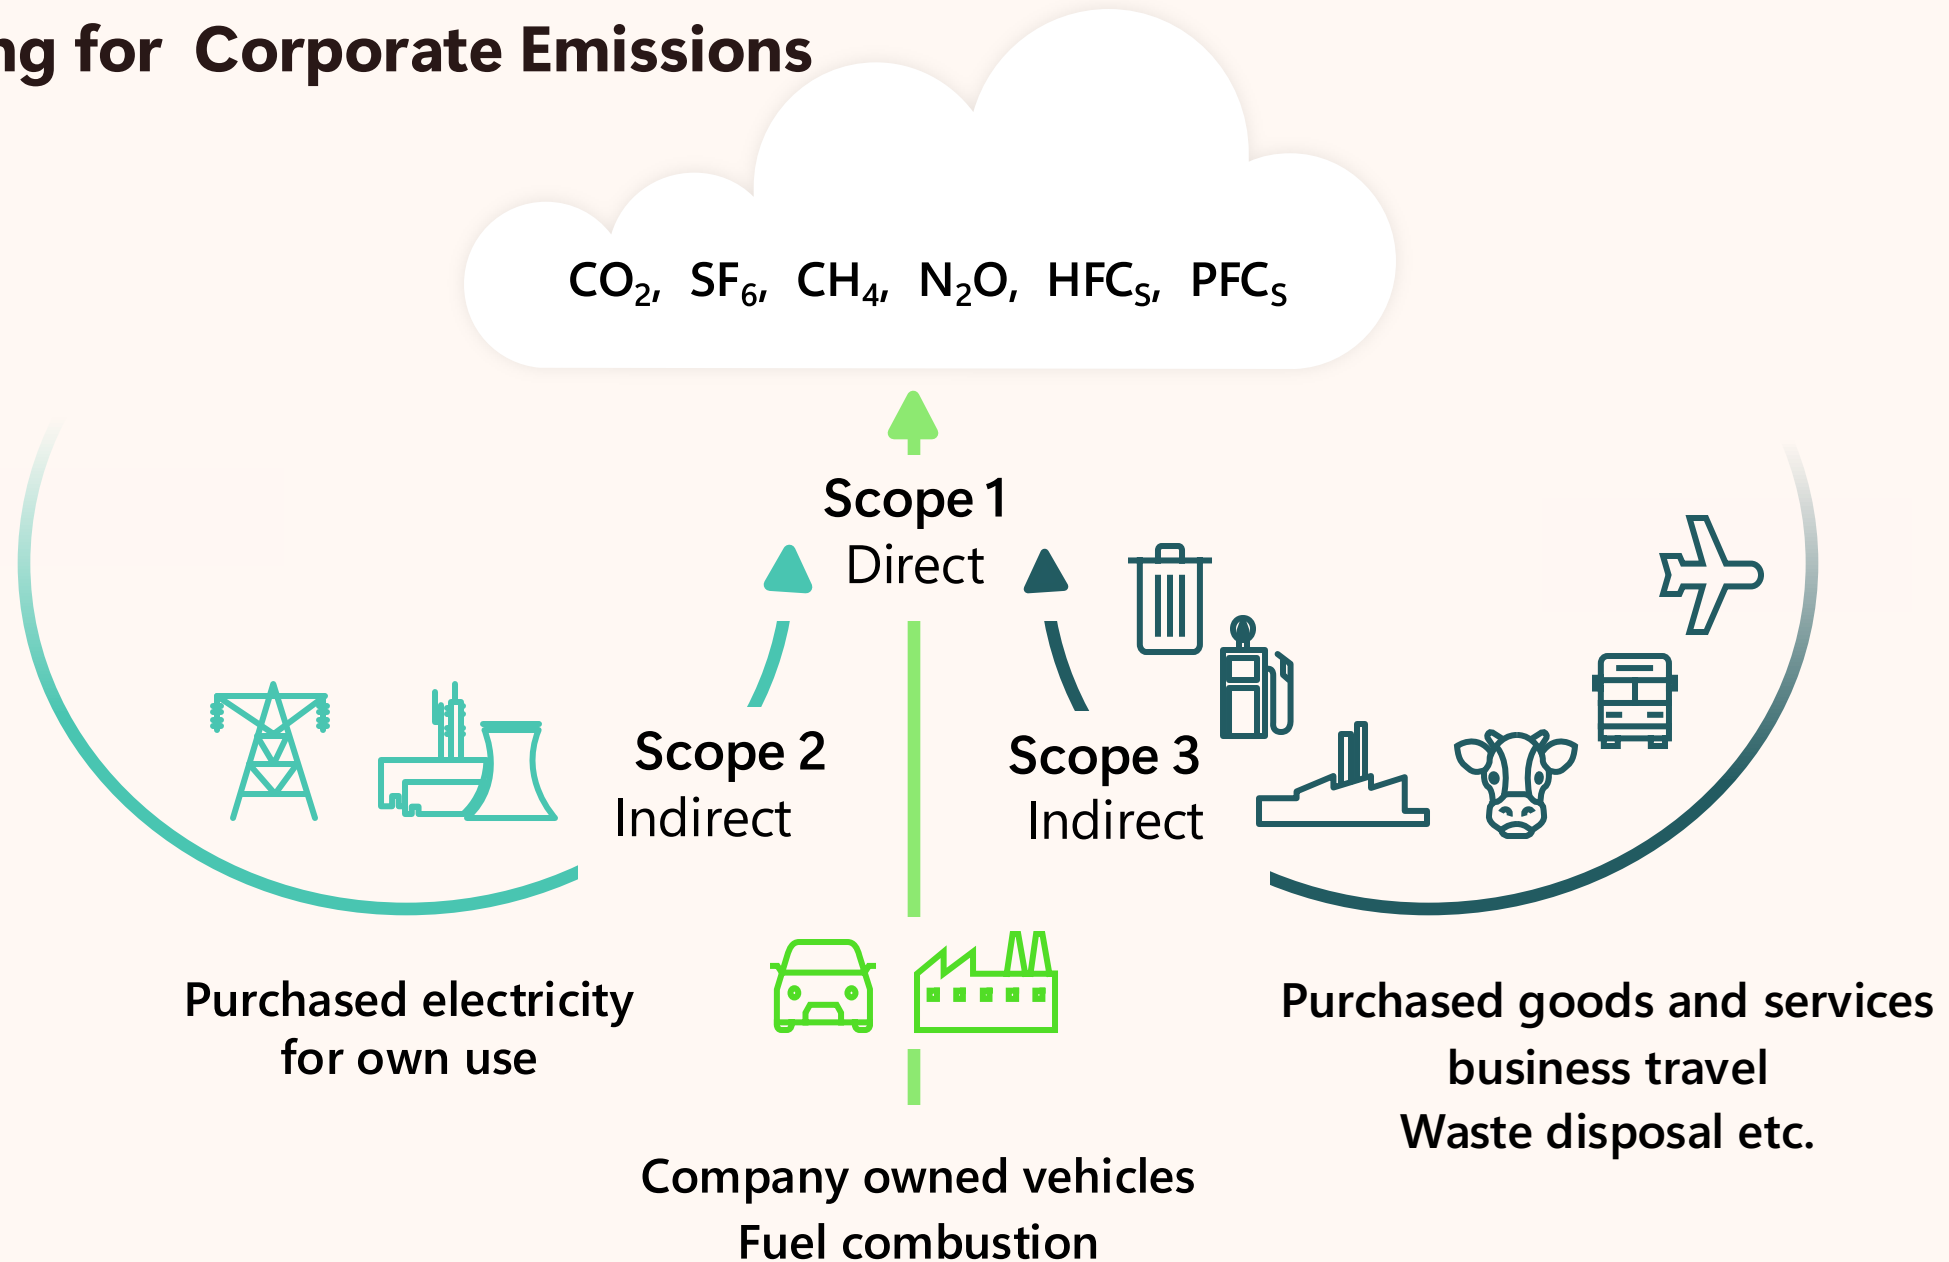 ng for Corporate Emissions
CO₂, SF₆, CH₄, N₂O, HFCs, PFCs
Scope 1
Direct
Scope 2
Indirect
Scope 3
Indirect
Purchased electricity
for own use
Company owned vehicles
Fuel combustion
Purchased goods and services
business travel
Waste disposal etc.